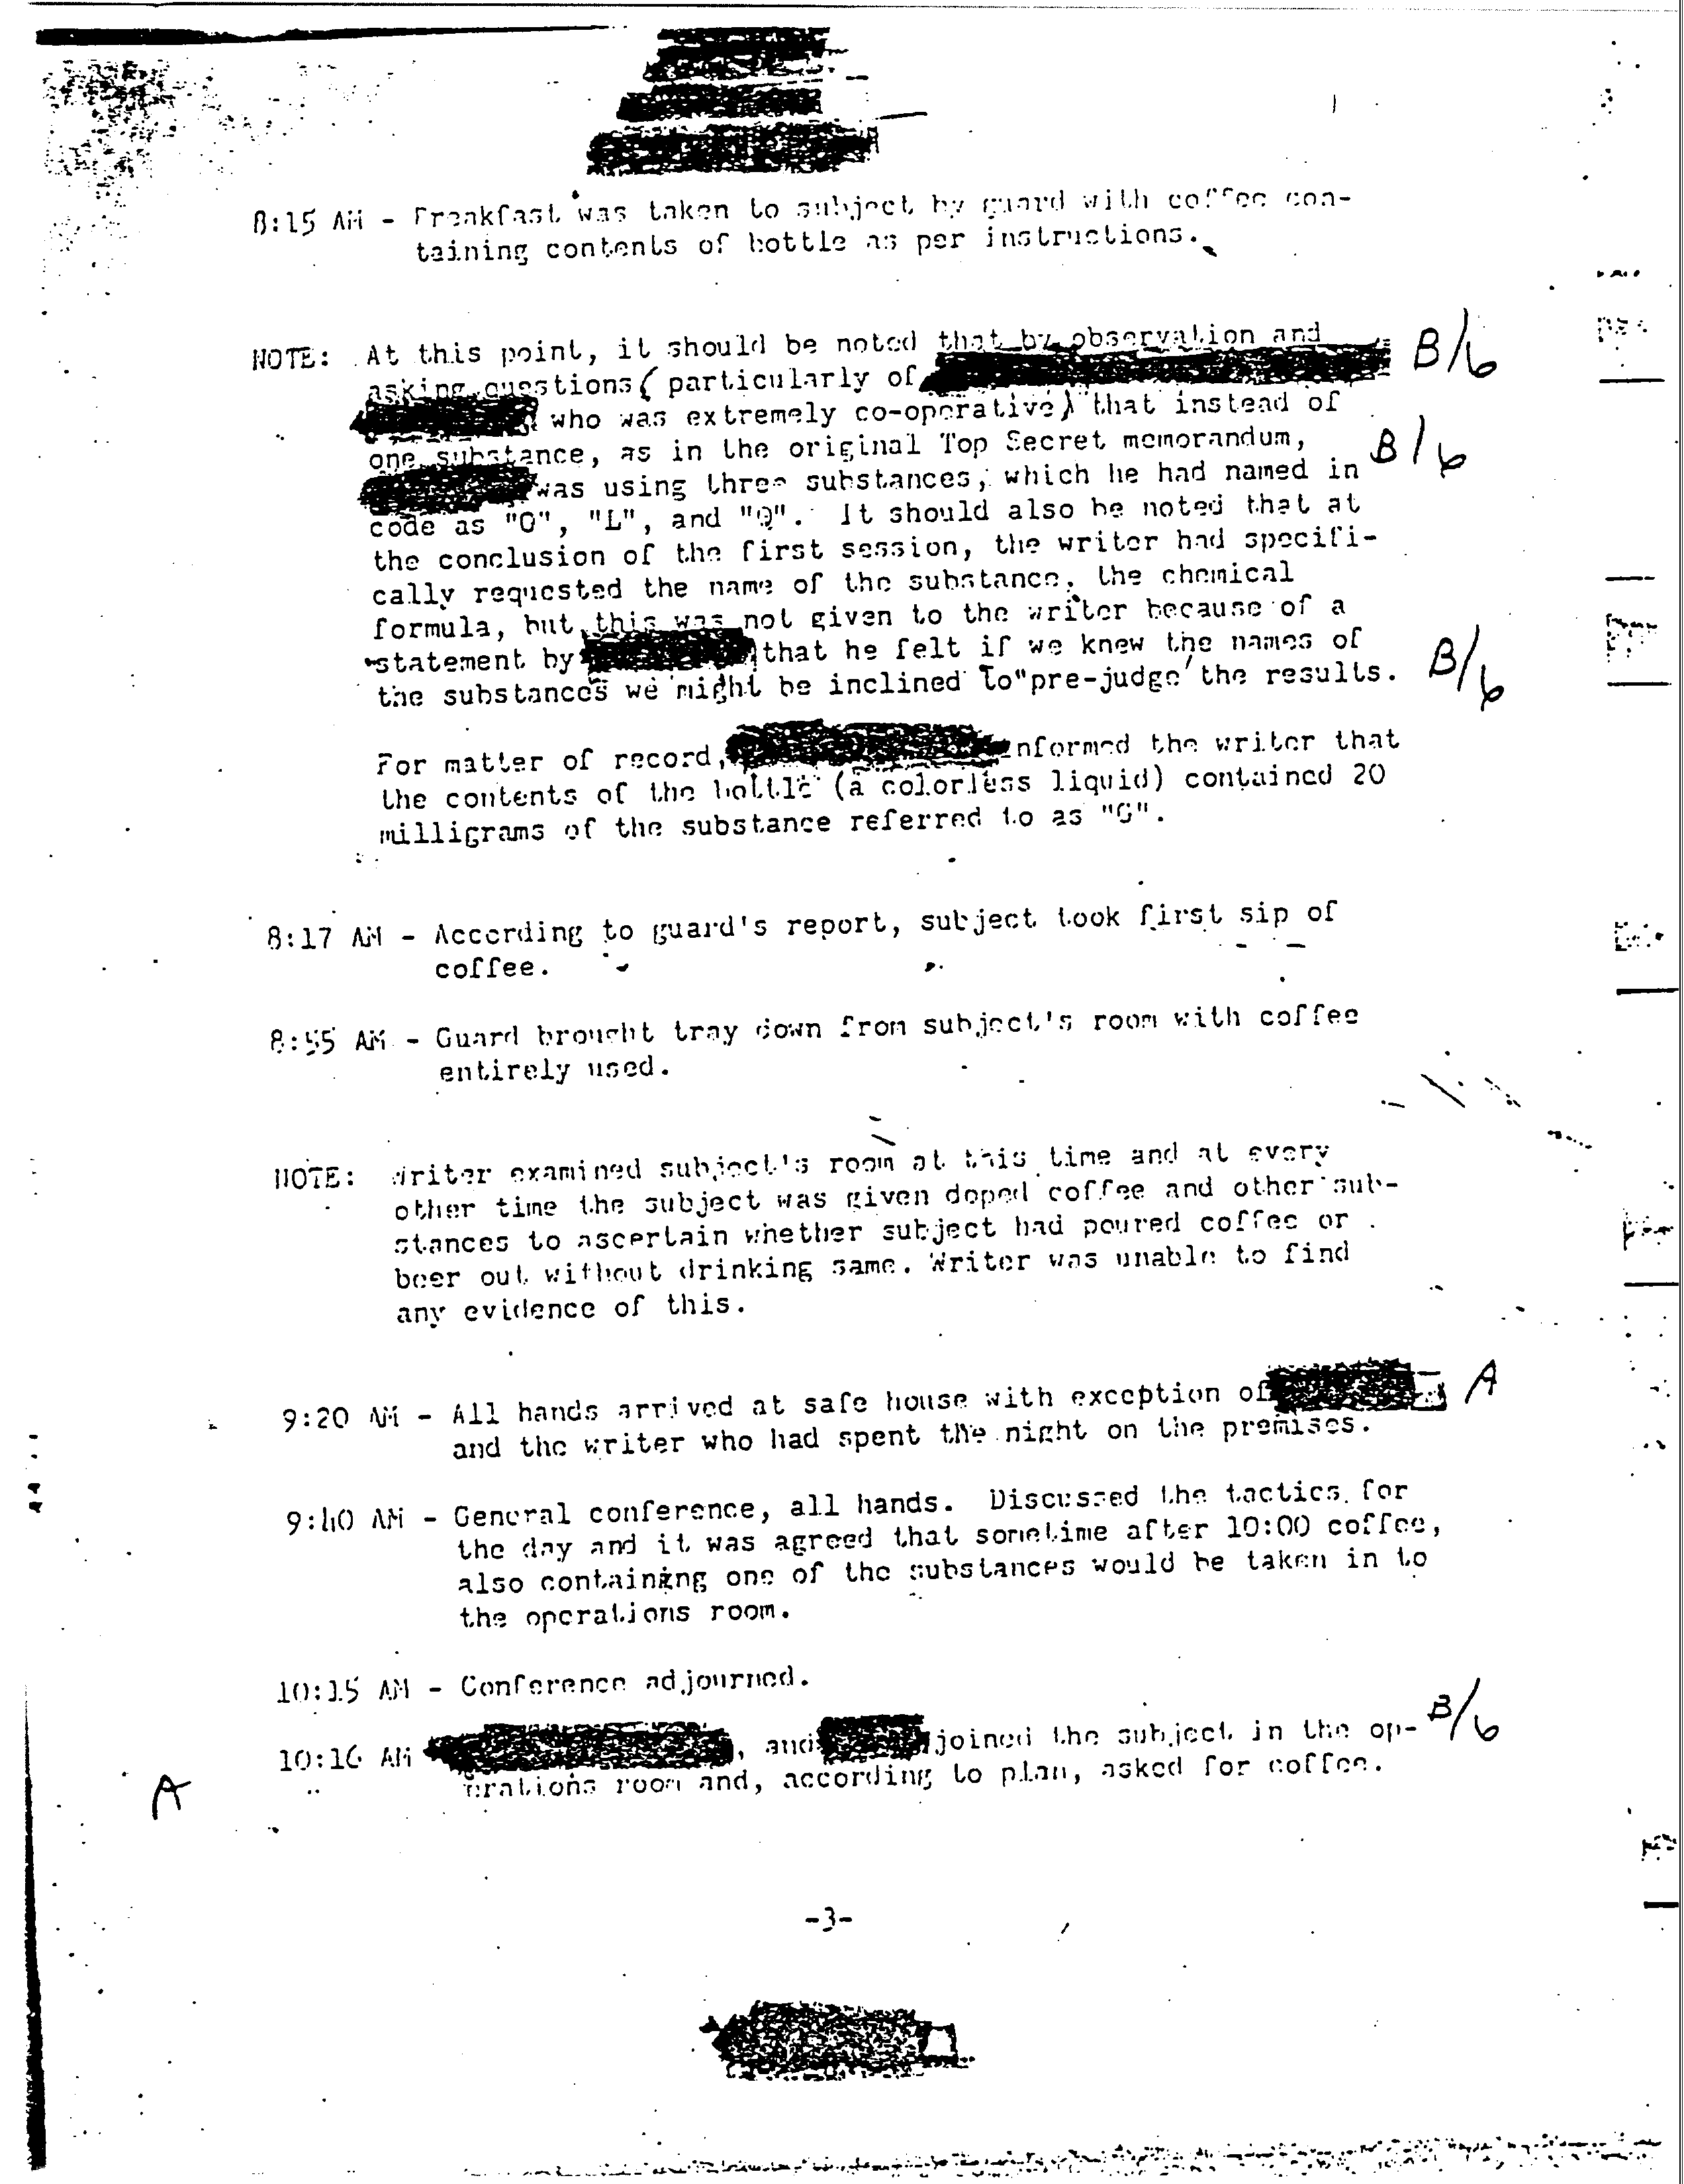 8:15 AM - Breakfast was taken to subject by guard with coffee con-
taining contents of bottle as per instructions.
NOTE: At this point, it should be noted that by observation and
asking questions (particularly of
B/6
who was extremely co-operative) that instead of
one substance, as in the original Top Secret memorandum,
B/6
was using three substances, which he had named in
code as "L", and It should also be noted that at
the conclusion of the first session, the writer had specifi-
cally requested the name of the substance, the chemical
formula, but this was not given to the writer because of a
statement by that he felt if we knew the names of
B/6
the substances we might be inclined to "pre-judge' the results.
For matter of record, informed the writer that
the contents of the bottle (a colorless liquid) contained 20
milligrams of the substance referred to as
8:17 AM - According to guard's report, subject took first sip of
coffee.
8:55 AM - Guard brought tray down from subject's room with coffee
entirely used.
NOTE: Writer examined subject's room at this time and at every
other time the subject was given doped coffee and other sub-
stances to ascertain whether subject had poured coffee or
beer out without drinking same. Writer was unable to find
any evidence of this.
9:20 AM - All hands arrived at safe house with exception of
A
and the writer who had spent the night on the premises.
9:40 AM - General conference, all hands. Discussed the tactics for
the day and it was agreed that sometime after 10:00 coffee,
also containing one of the substances would be taken in to
the operations room.
10:15 AM - Conference adjourned.
10:16 AM , and joined the subject in the op-
B/6
erations room and, according to plan, asked for coffee.
A
-3-